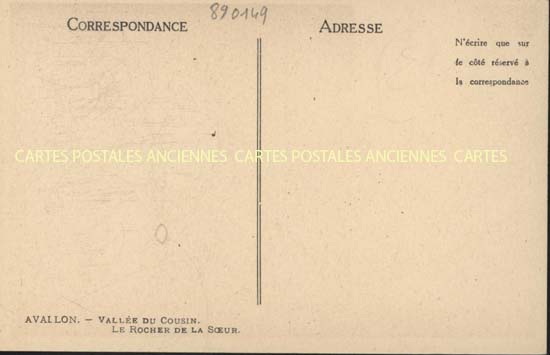 890149
CORRESPONDANCE
ADRESSE
N'écrire que sur
le côté réservé à
la correspondance
CARTES POSTALES ANCIENNES CARTES POSTALES ANCIENNES CARTES
AVALLON. — VALLÉE DU COUSIN.
LE ROCHER DE LA SŒUR.